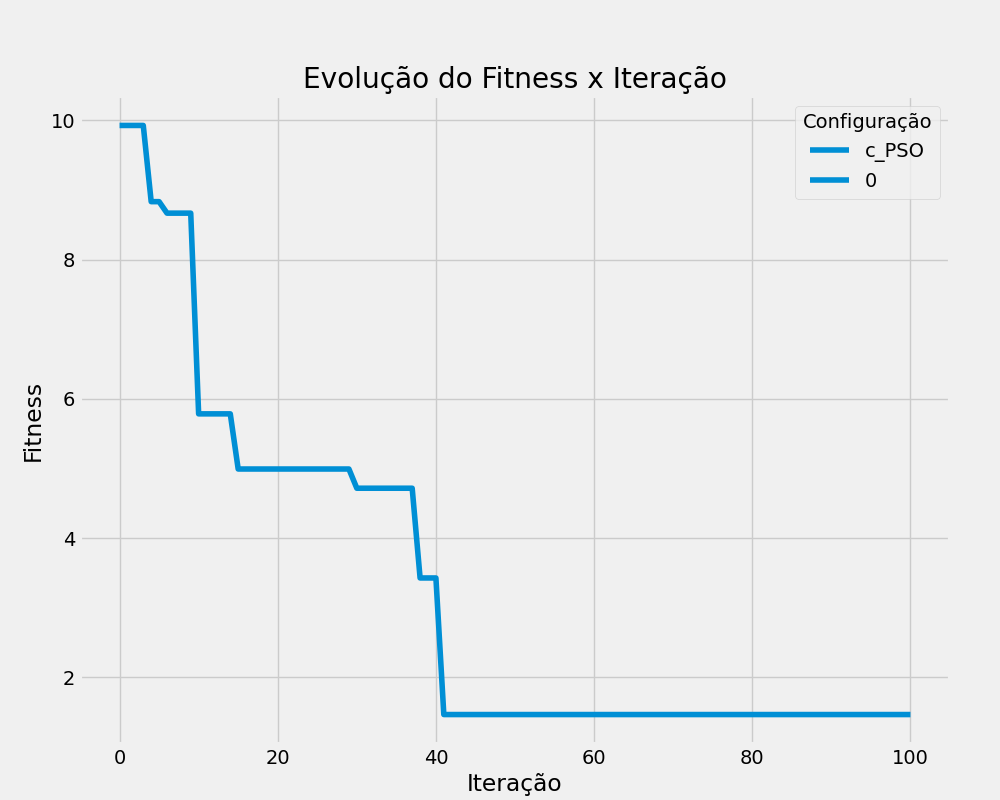 Evolução do Fitness x Iteração
Configuração
c_PSO
0
Fitness
10
8
6
4
2
0 20 40 60 80 100
Iteração